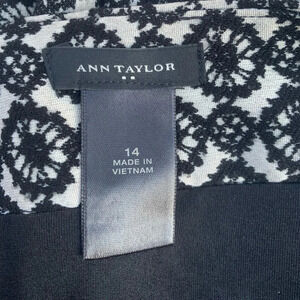 ANN TAYLOR
14
MADE IN
VIETNAM